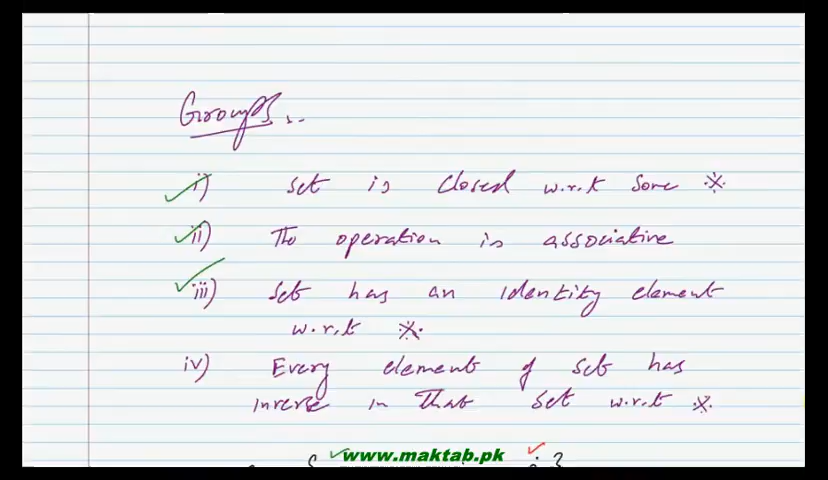 Groups :.
i) Set is closed w.r.t some ※
ii) The operation is associative
iii) Set has an identity element
w.r.t ※.
iv) Every element of set has
inverse in that set w.r.t ※.
www.maktab.pk